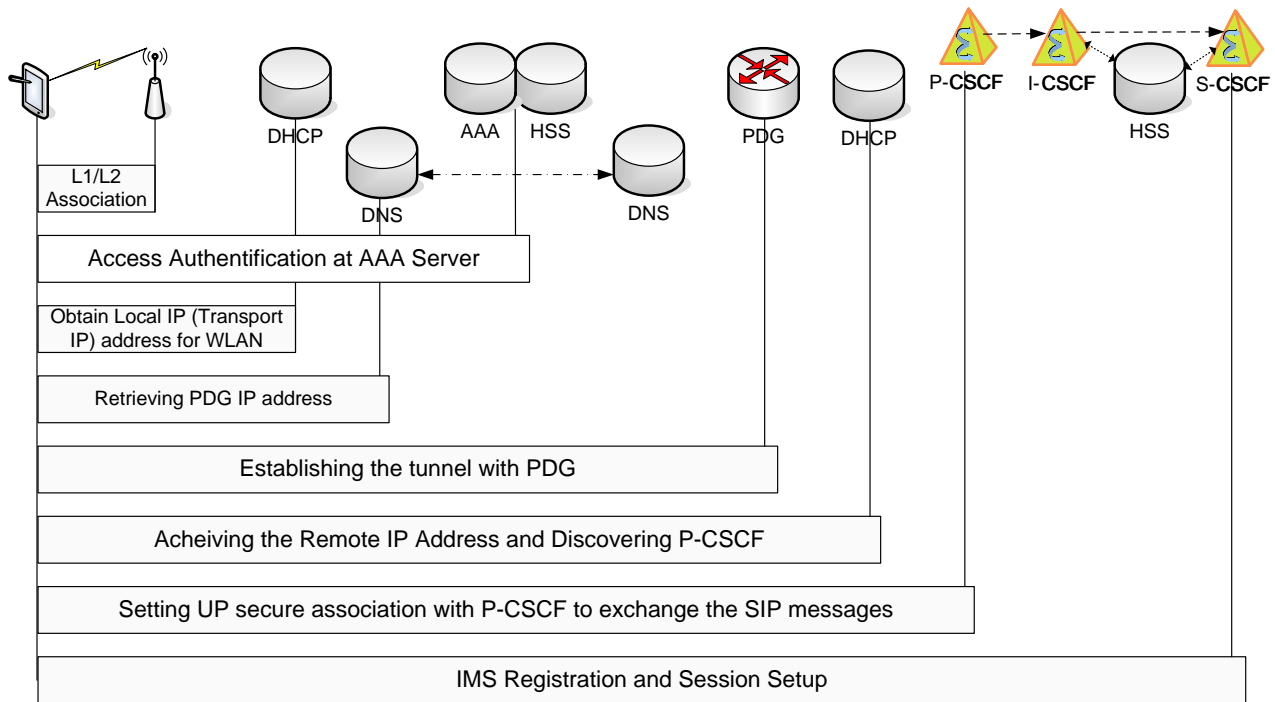 P-CSCF
I-CSCF
S-CSCF
DHCP
AAA
HSS
PDG
DHCP
HSS
L1/L2
Association
DNS
DNS
Access Authentification at AAA Server
Obtain Local IP (Transport
IP) address for WLAN
Retrieving PDG IP address
Establishing the tunnel with PDG
Acheiving the Remote IP Address and Discovering P-CSCF
Setting UP secure association with P-CSCF to exchange the SIP messages
IMS Registration and Session Setup